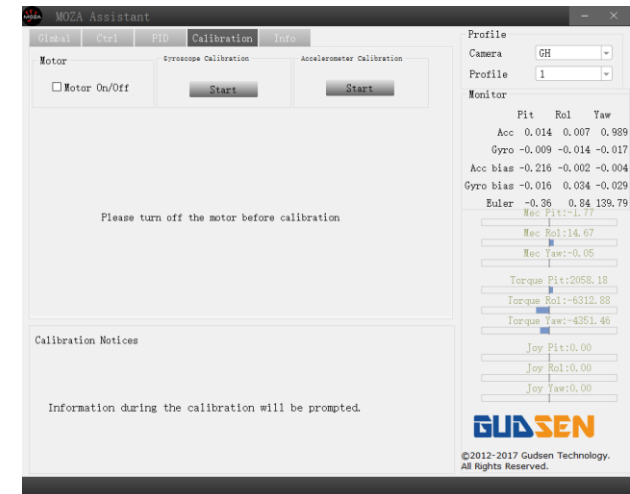 MOZA Assistant
Global Ctrl PID Calibration Info
Motor
Motor On/Off
Gyroscope Calibration
Start
Accelerometer Calibration
Start
Please turn off the motor before calibration
Calibration Notices
Information during the calibration will be prompted.
Profile
Camera GH
Profile 1
Monitor
Pit Rol Yaw
Acc 0.014 0.007 0.989
Gyro -0.009 -0.014 -0.017
Acc bias -0.216 -0.002 -0.004
Gyro bias -0.016 0.034 -0.029
Euler -0.36 0.84 139.79
Mec Pit:-1.77
Mec Rol:14.67
Mec Yaw:-0.05
Torque Pit:2058.18
Torque Rol:-6312.88
Torque Yaw:-4351.46
Joy Pit:0.00
Joy Rol:0.00
Joy Yaw:0.00
GUDSEN
©2012-2017 Gudsen Technology.
All Rights Reserved.